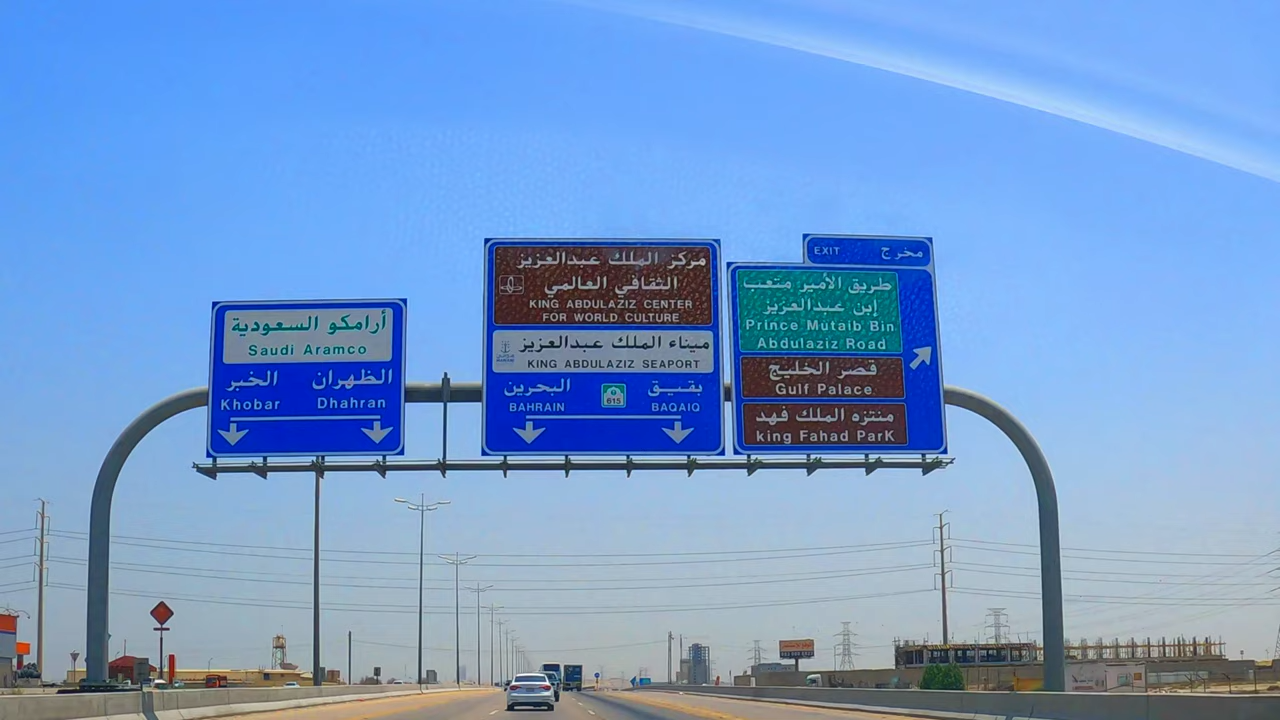 أرامكو السعودية
Saudi Aramco
الخبر الظهران
Khobar Dhahran
مركز الملك عبدالعزيز
الثقافي العالمي
KING ABDULAZIZ CENTER
FOR WORLD CULTURE
ميناء الملك عبدالعزيز
KING ABDULAZIZ SEAPORT
البحرين بقيق
615
BAHRAIN BAQAIQ
EXIT مخرج
طريق الأمير متعب
إبن عبدالعزيز
Prince Mutaib Bin
Abdulaziz Road
قصر الخليج
Gulf Palace
منتزه الملك فهد
king Fahad ParK